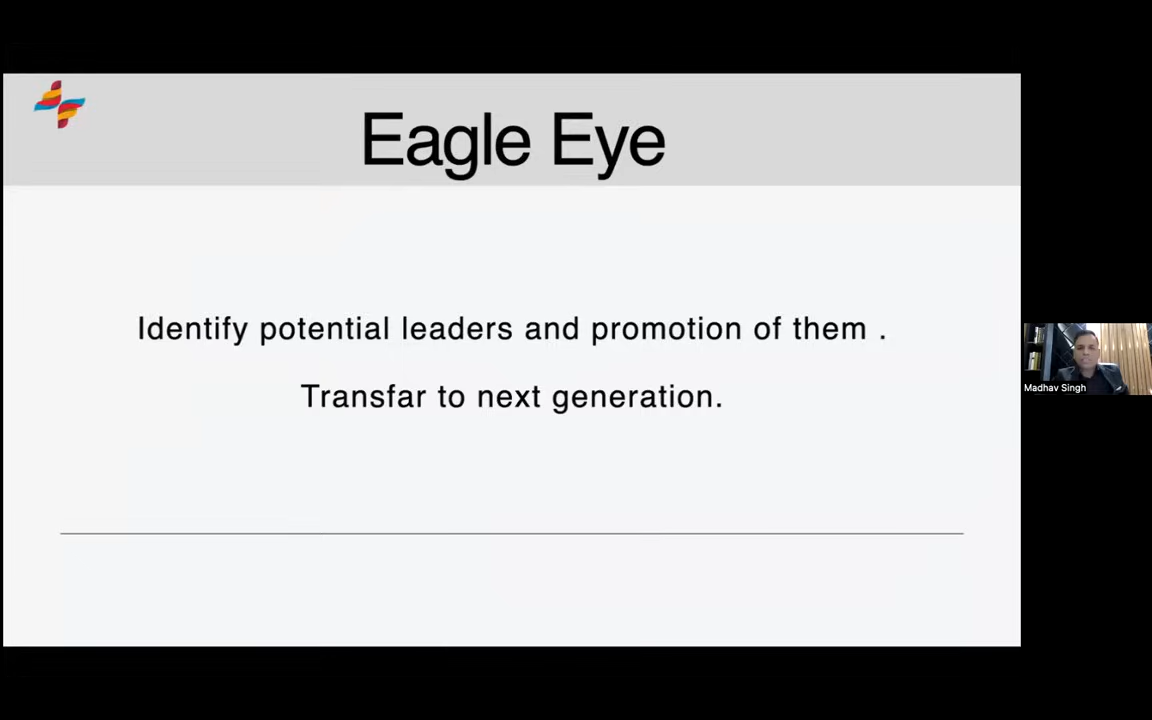 Eagle Eye
Identify potential leaders and promotion of them .
Transfar to next generation.
Madhav Singh